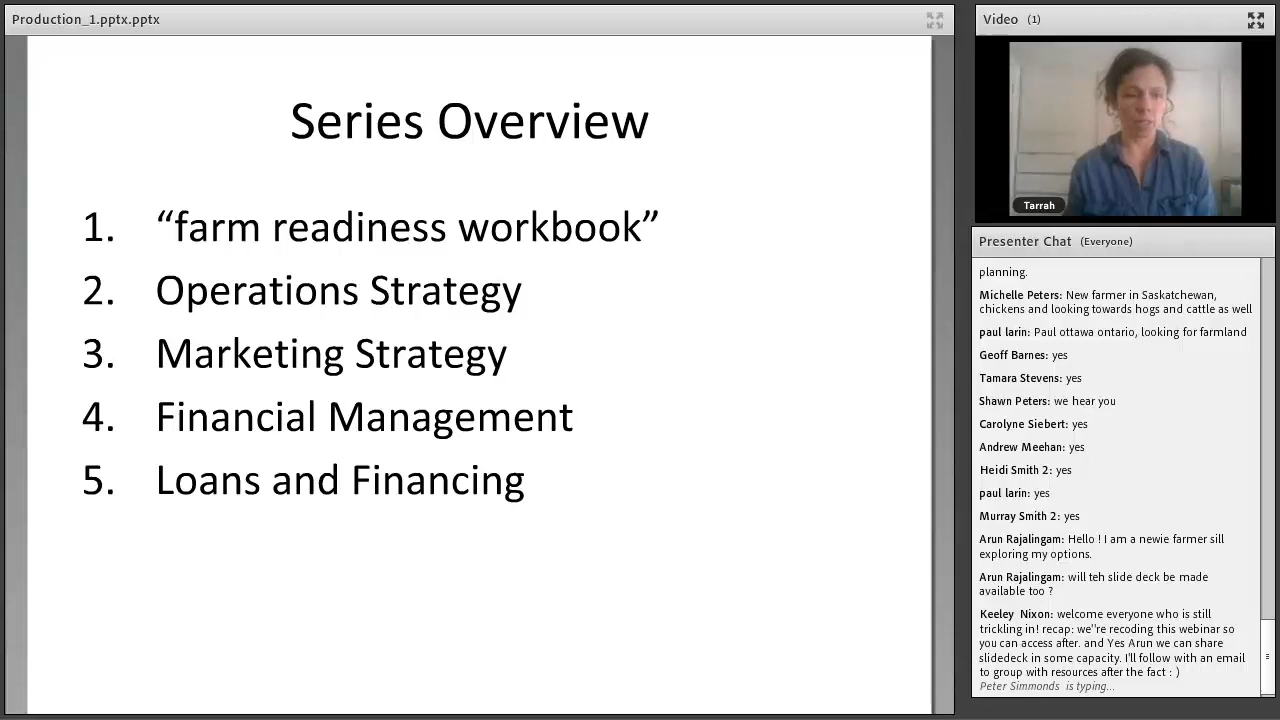 Production_1.pptx.pptx
Series Overview
1. “farm readiness workbook”
2. Operations Strategy
3. Marketing Strategy
4. Financial Management
5. Loans and Financing
Video (1)
Tarrah
Presenter Chat (Everyone)
planning.
Michelle Peters: New farmer in Saskatchewan,
chickens and looking towards hogs and cattle as well
paul larin: Paul ottawa ontario, looking for farmland
Geoff Barnes: yes
Tamara Stevens: yes
Shawn Peters: we hear you
Carolyne Siebert: yes
Andrew Meehan: yes
Heidi Smith 2: yes
paul larin: yes
Murray Smith 2: yes
Arun Rajalingam: Hello ! I am a newie farmer sill
exploring my options.
Arun Rajalingam: will teh slide deck be made
available too ?
Keeley Nixon: welcome everyone who is still
trickling in! recap: we"re recoding this webinar so
you can access after. and Yes Arun we can share
slidedeck in some capacity. I'll follow with an email
to group with resources after the fact : )
Peter Simmonds is typing...